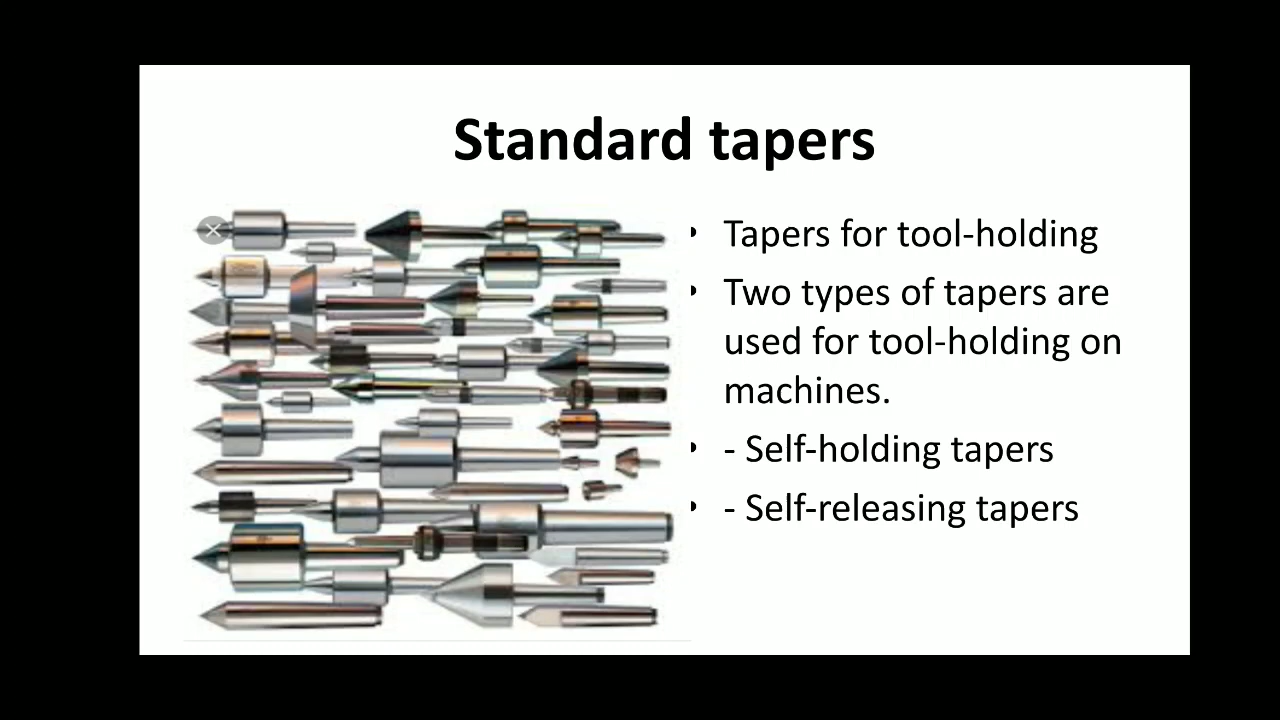 Standard tapers
• Tapers for tool-holding
• Two types of tapers are
used for tool-holding on
machines.
• - Self-holding tapers
• - Self-releasing tapers